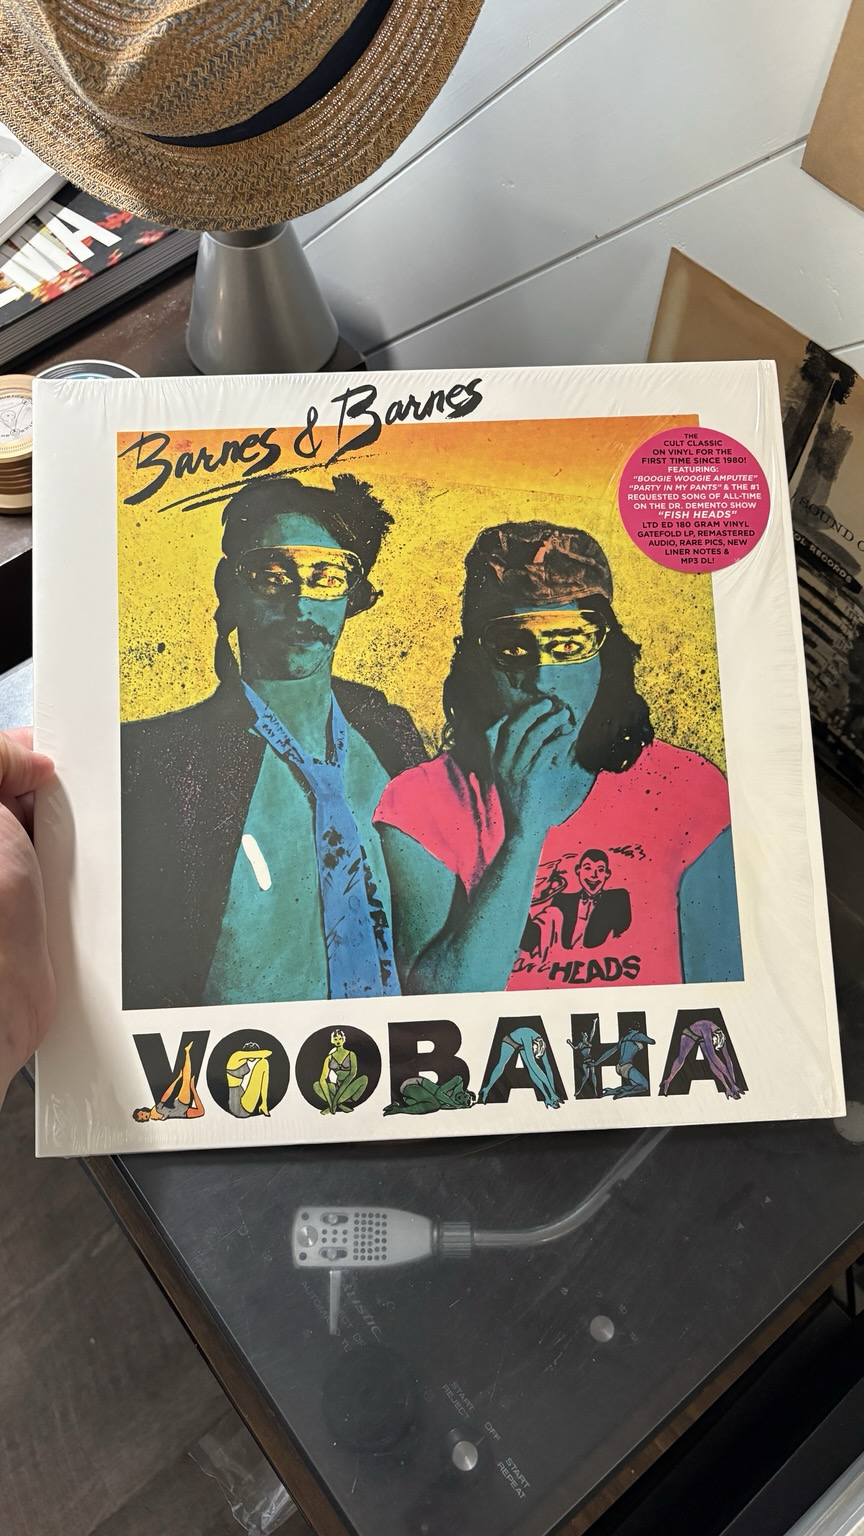 MA
Barnes & Barnes
THE
CULT CLASSIC
ON VINYL FOR THE
FIRST TIME SINCE 1980!
FEATURING:
"BOOGIE WOOGIE AMPUTEE"
"PARTY IN MY PANTS" & THE #1
REQUESTED SONG OF ALL-TIME
ON THE DR. DEMENTO SHOW
"FISH HEADS"
LTD ED 180 GRAM VINYL
GATEFOLD LP, REMASTERED
AUDIO, RARE PICS, NEW
LINER NOTES &
MP3 DL!
SOUND
RECORDS
HEADS
VOOBAHA
START
REJECT
OFF
START
REPEAT